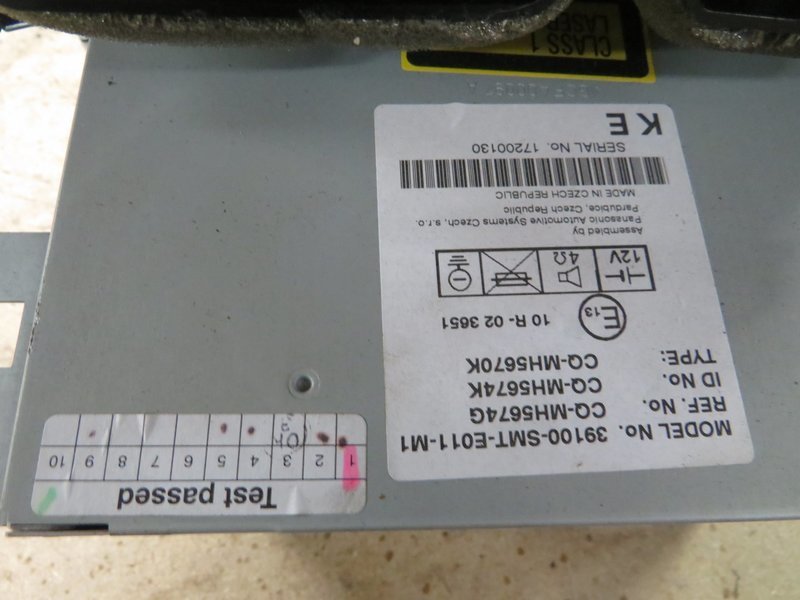 MODEL No. 39100-SMT-E011-M1
REF. No. CQ-MH5674G
ID No. CQ-MH5674K
TYPE: CQ-MH5670K
E13
10 R- 02 3651
12V 4Ω
Assembled by
Panasonic Automotive Systems Czech, s.r.o.
Pardubice, Czech Republic
MADE IN CZECH REPUBLIC
SERIAL No. 17200130
K E
CLASS 1
LASER
Test passed
1 2 3 4 5 6 7 8 9 10